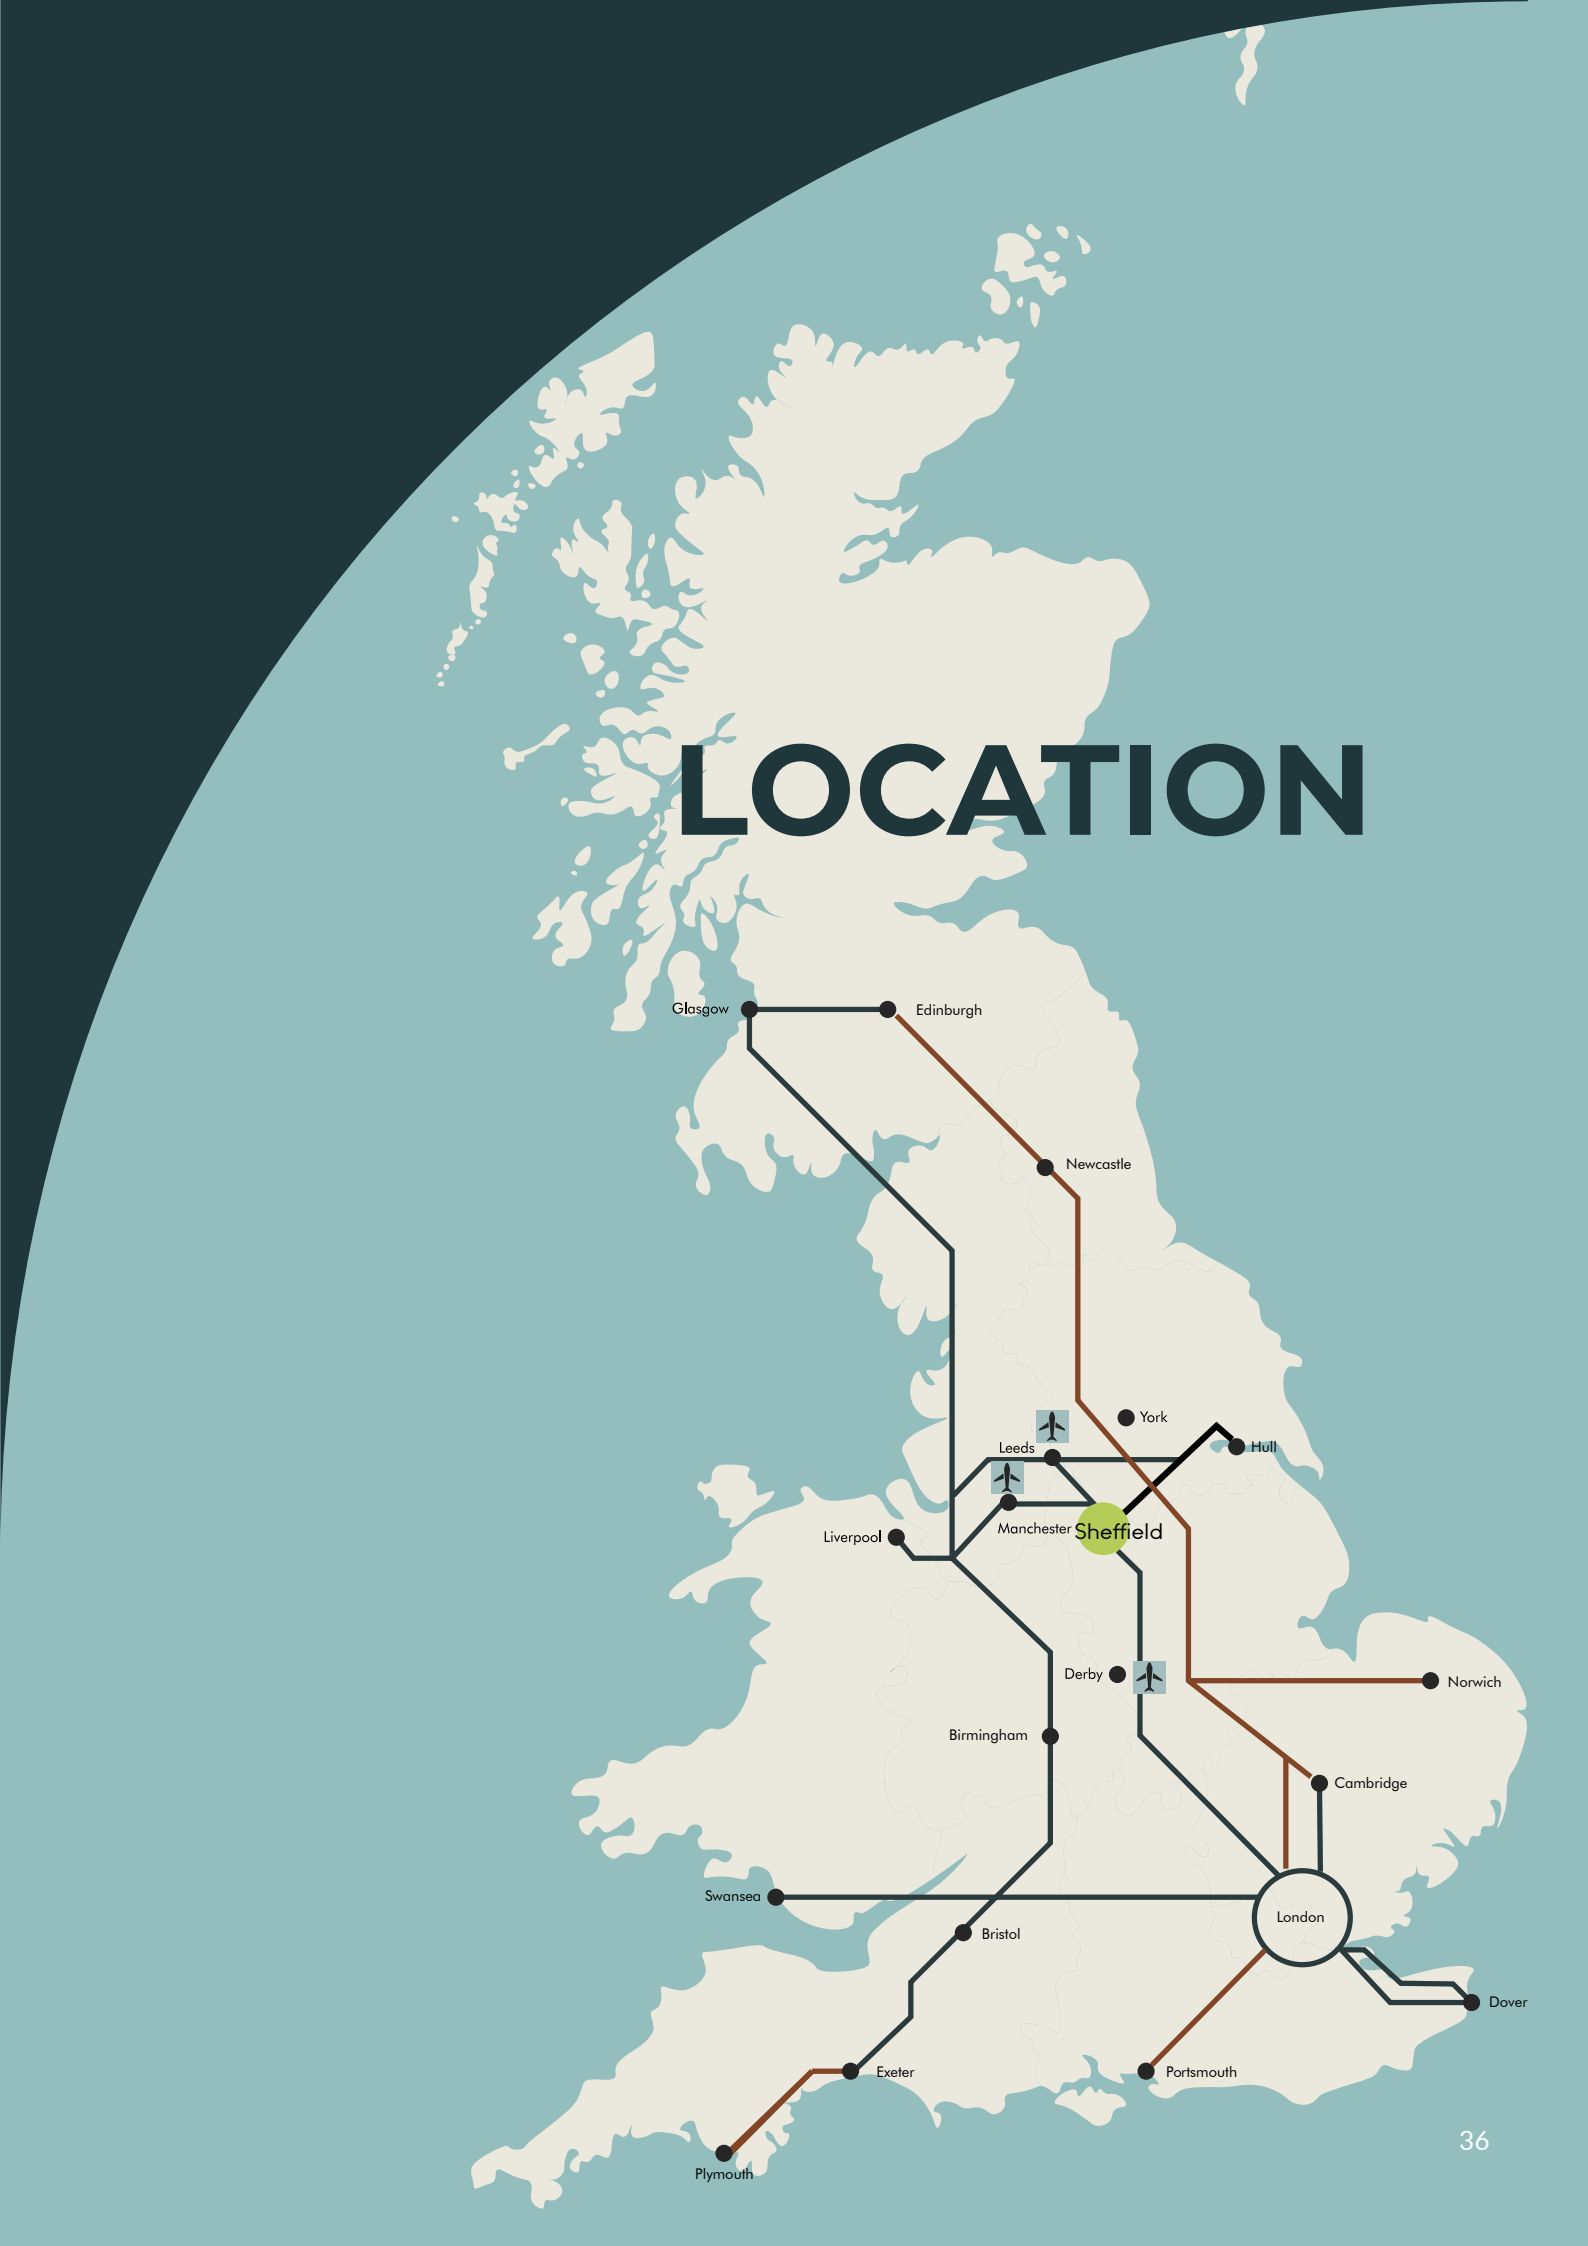 LOCATION
Glasgow
Edinburgh
Newcastle
York
Leeds
Hull
Manchester
Sheffield
Liverpool
Derby
Norwich
Birmingham
Cambridge
Swansea
London
Bristol
Dover
Exeter
Portsmouth
36
Plymouth